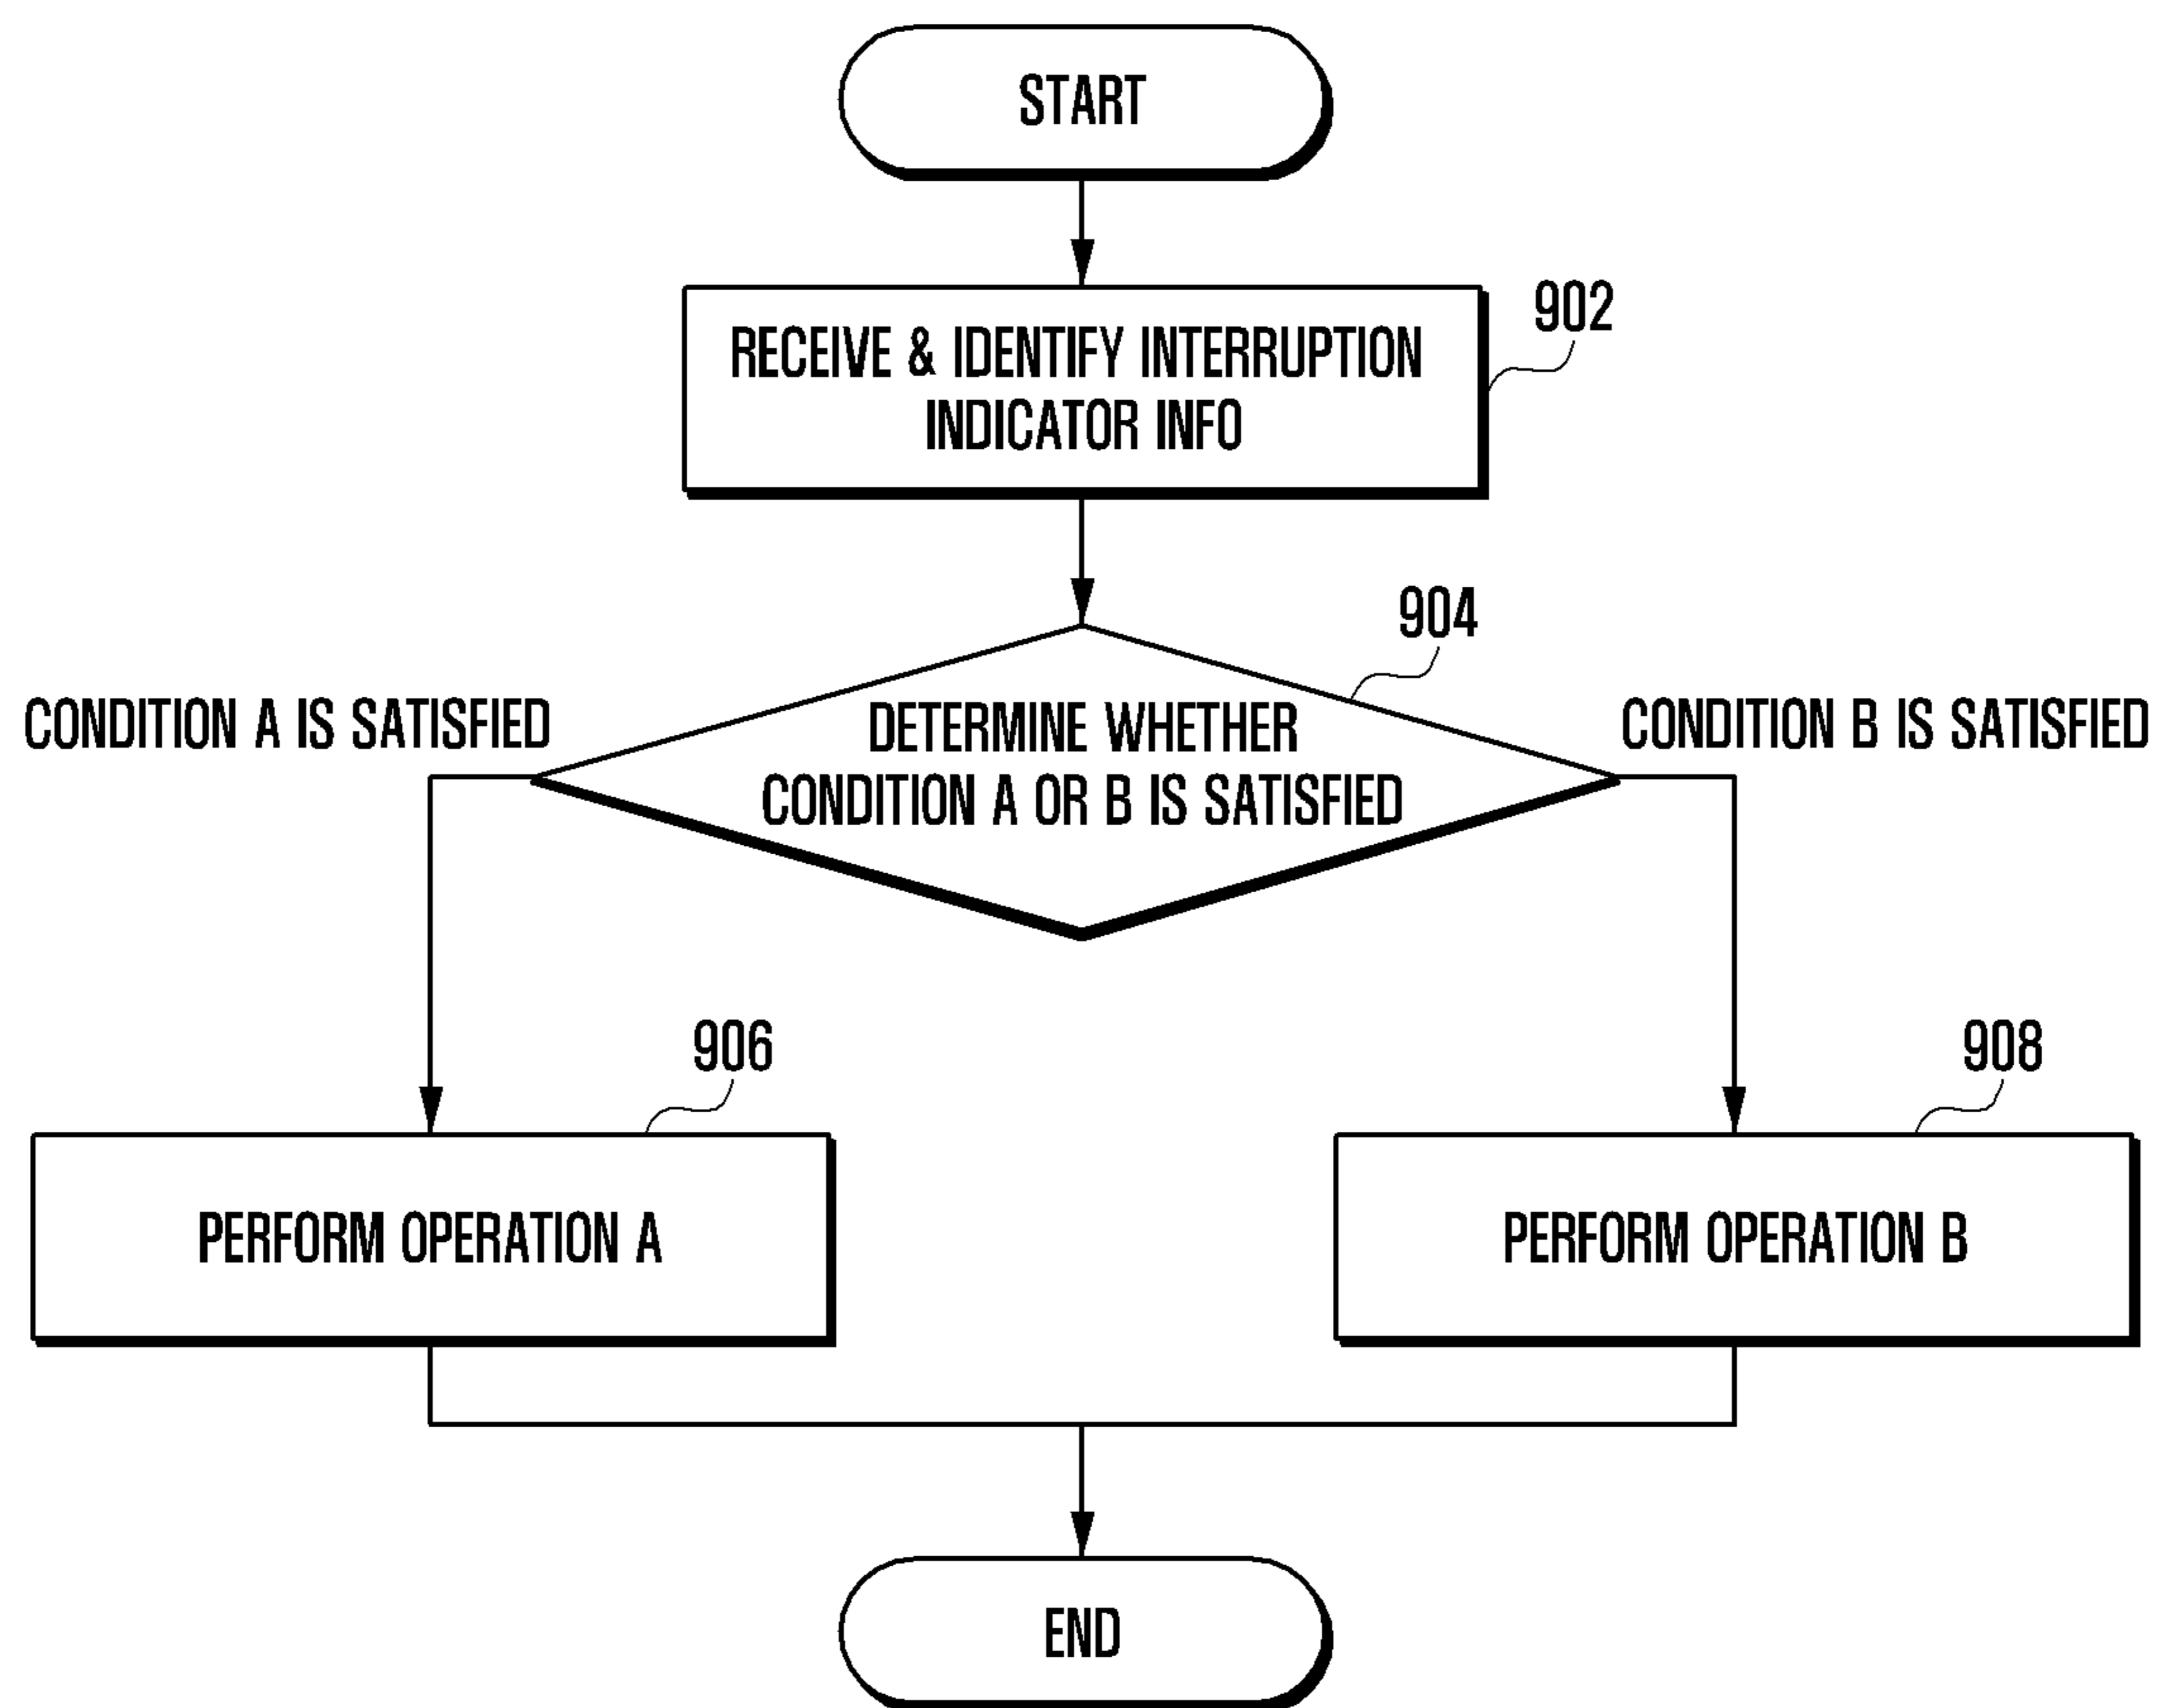 START
902
RECEIVE & IDENTIFY INTERRUPTION
INDICATOR INFO
904
CONDITION A IS SATISFIED
DETERMINE WHETHER
CONDITION A OR B IS SATISFIED
CONDITION B IS SATISFIED
906
908
PERFORM OPERATION A
PERFORM OPERATION B
END